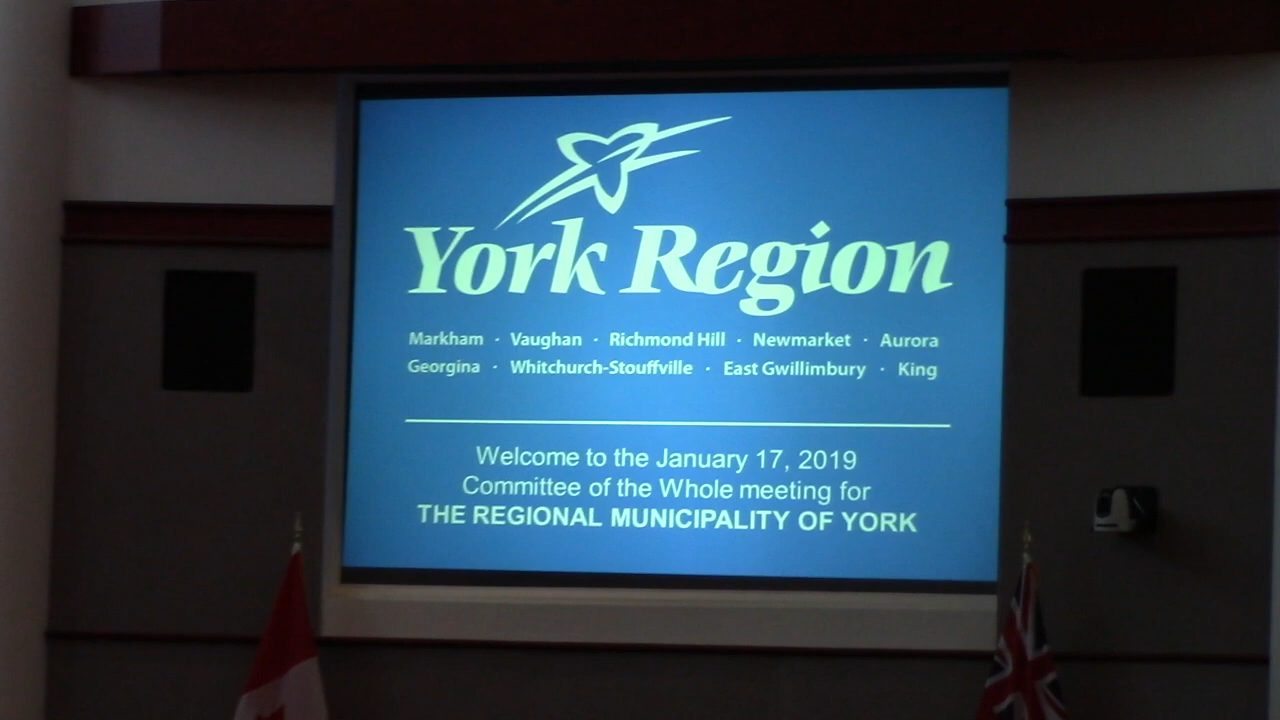 York Region
Markham · Vaughan · Richmond Hill · Newmarket · Aurora
Georgina · Whitchurch-Stouffville · East Gwillimbury · King
Welcome to the January 17, 2019
Committee of the Whole meeting for
THE REGIONAL MUNICIPALITY OF YORK